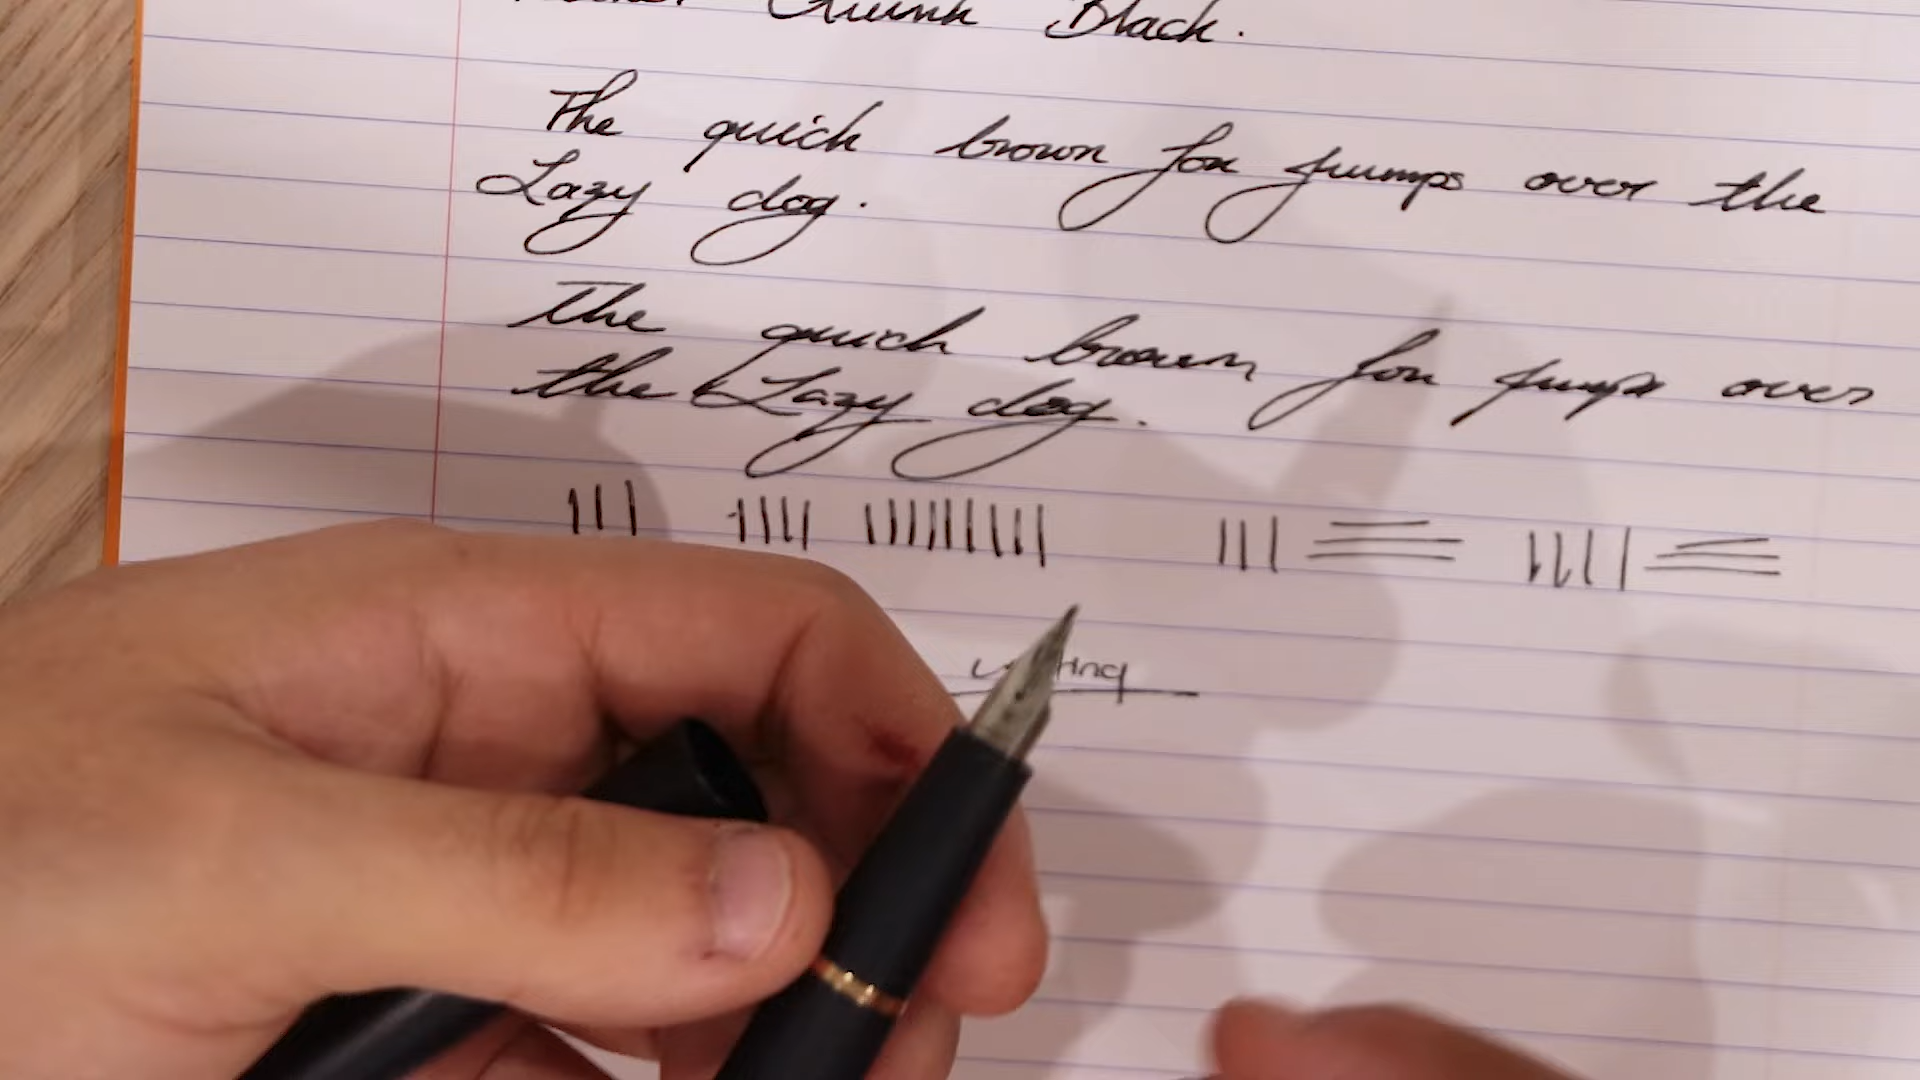 Quink Black.
The quick brown fox jumps over the
Lazy dog.
The quick brown fox jumps over
the Lazy dog.